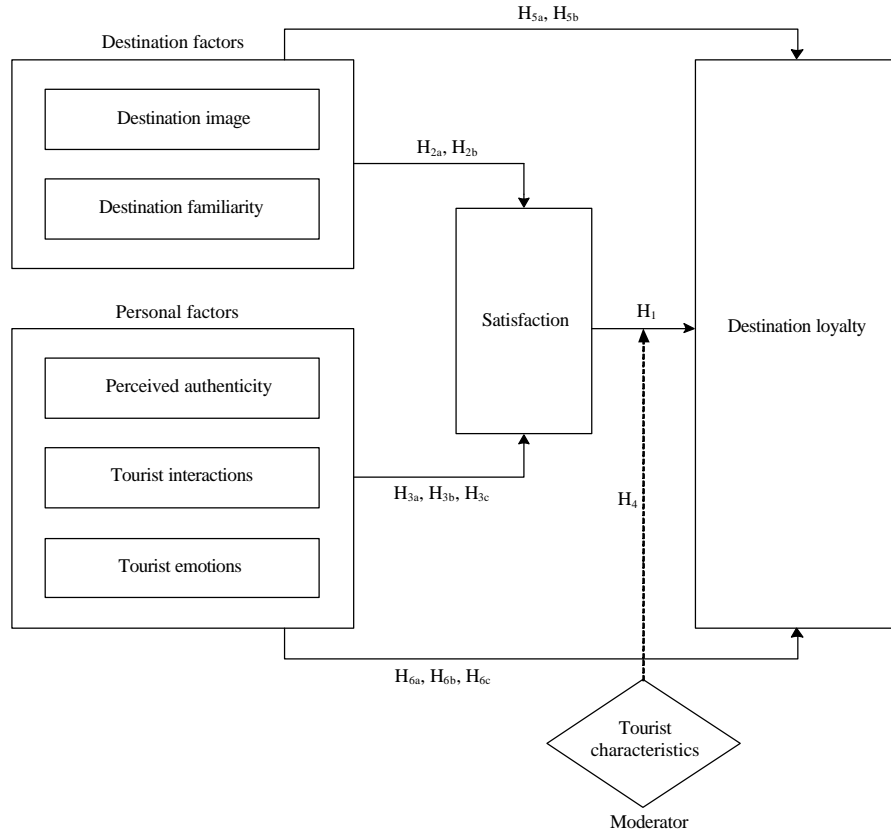 H5a, H5b
Destination factors
Destination image
H2a, H2b
Destination familiarity
Personal factors
H1
Satisfaction
Destination loyalty
Perceived authenticity
Tourist interactions
H3a, H3b, H3c
H4
Tourist emotions
H6a, H6b, H6c
Tourist
characteristics
Moderator